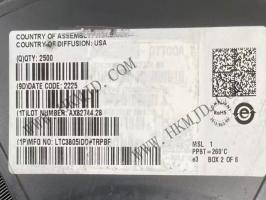 COUNTRY OF ASSEMBLY:
COUNTRY OF DIFFUSION: USA
(Q)QTY: 2500
(9D)DATE CODE: 2225
(1T)LOT NUMBER: AX82744.28
(1P)MFG NO: LTC3805IDD#TRPBF
MSL 1
PPBT=260°C
e3 BOX 2 OF 6
RoHS
WWW.HKMJD.COM